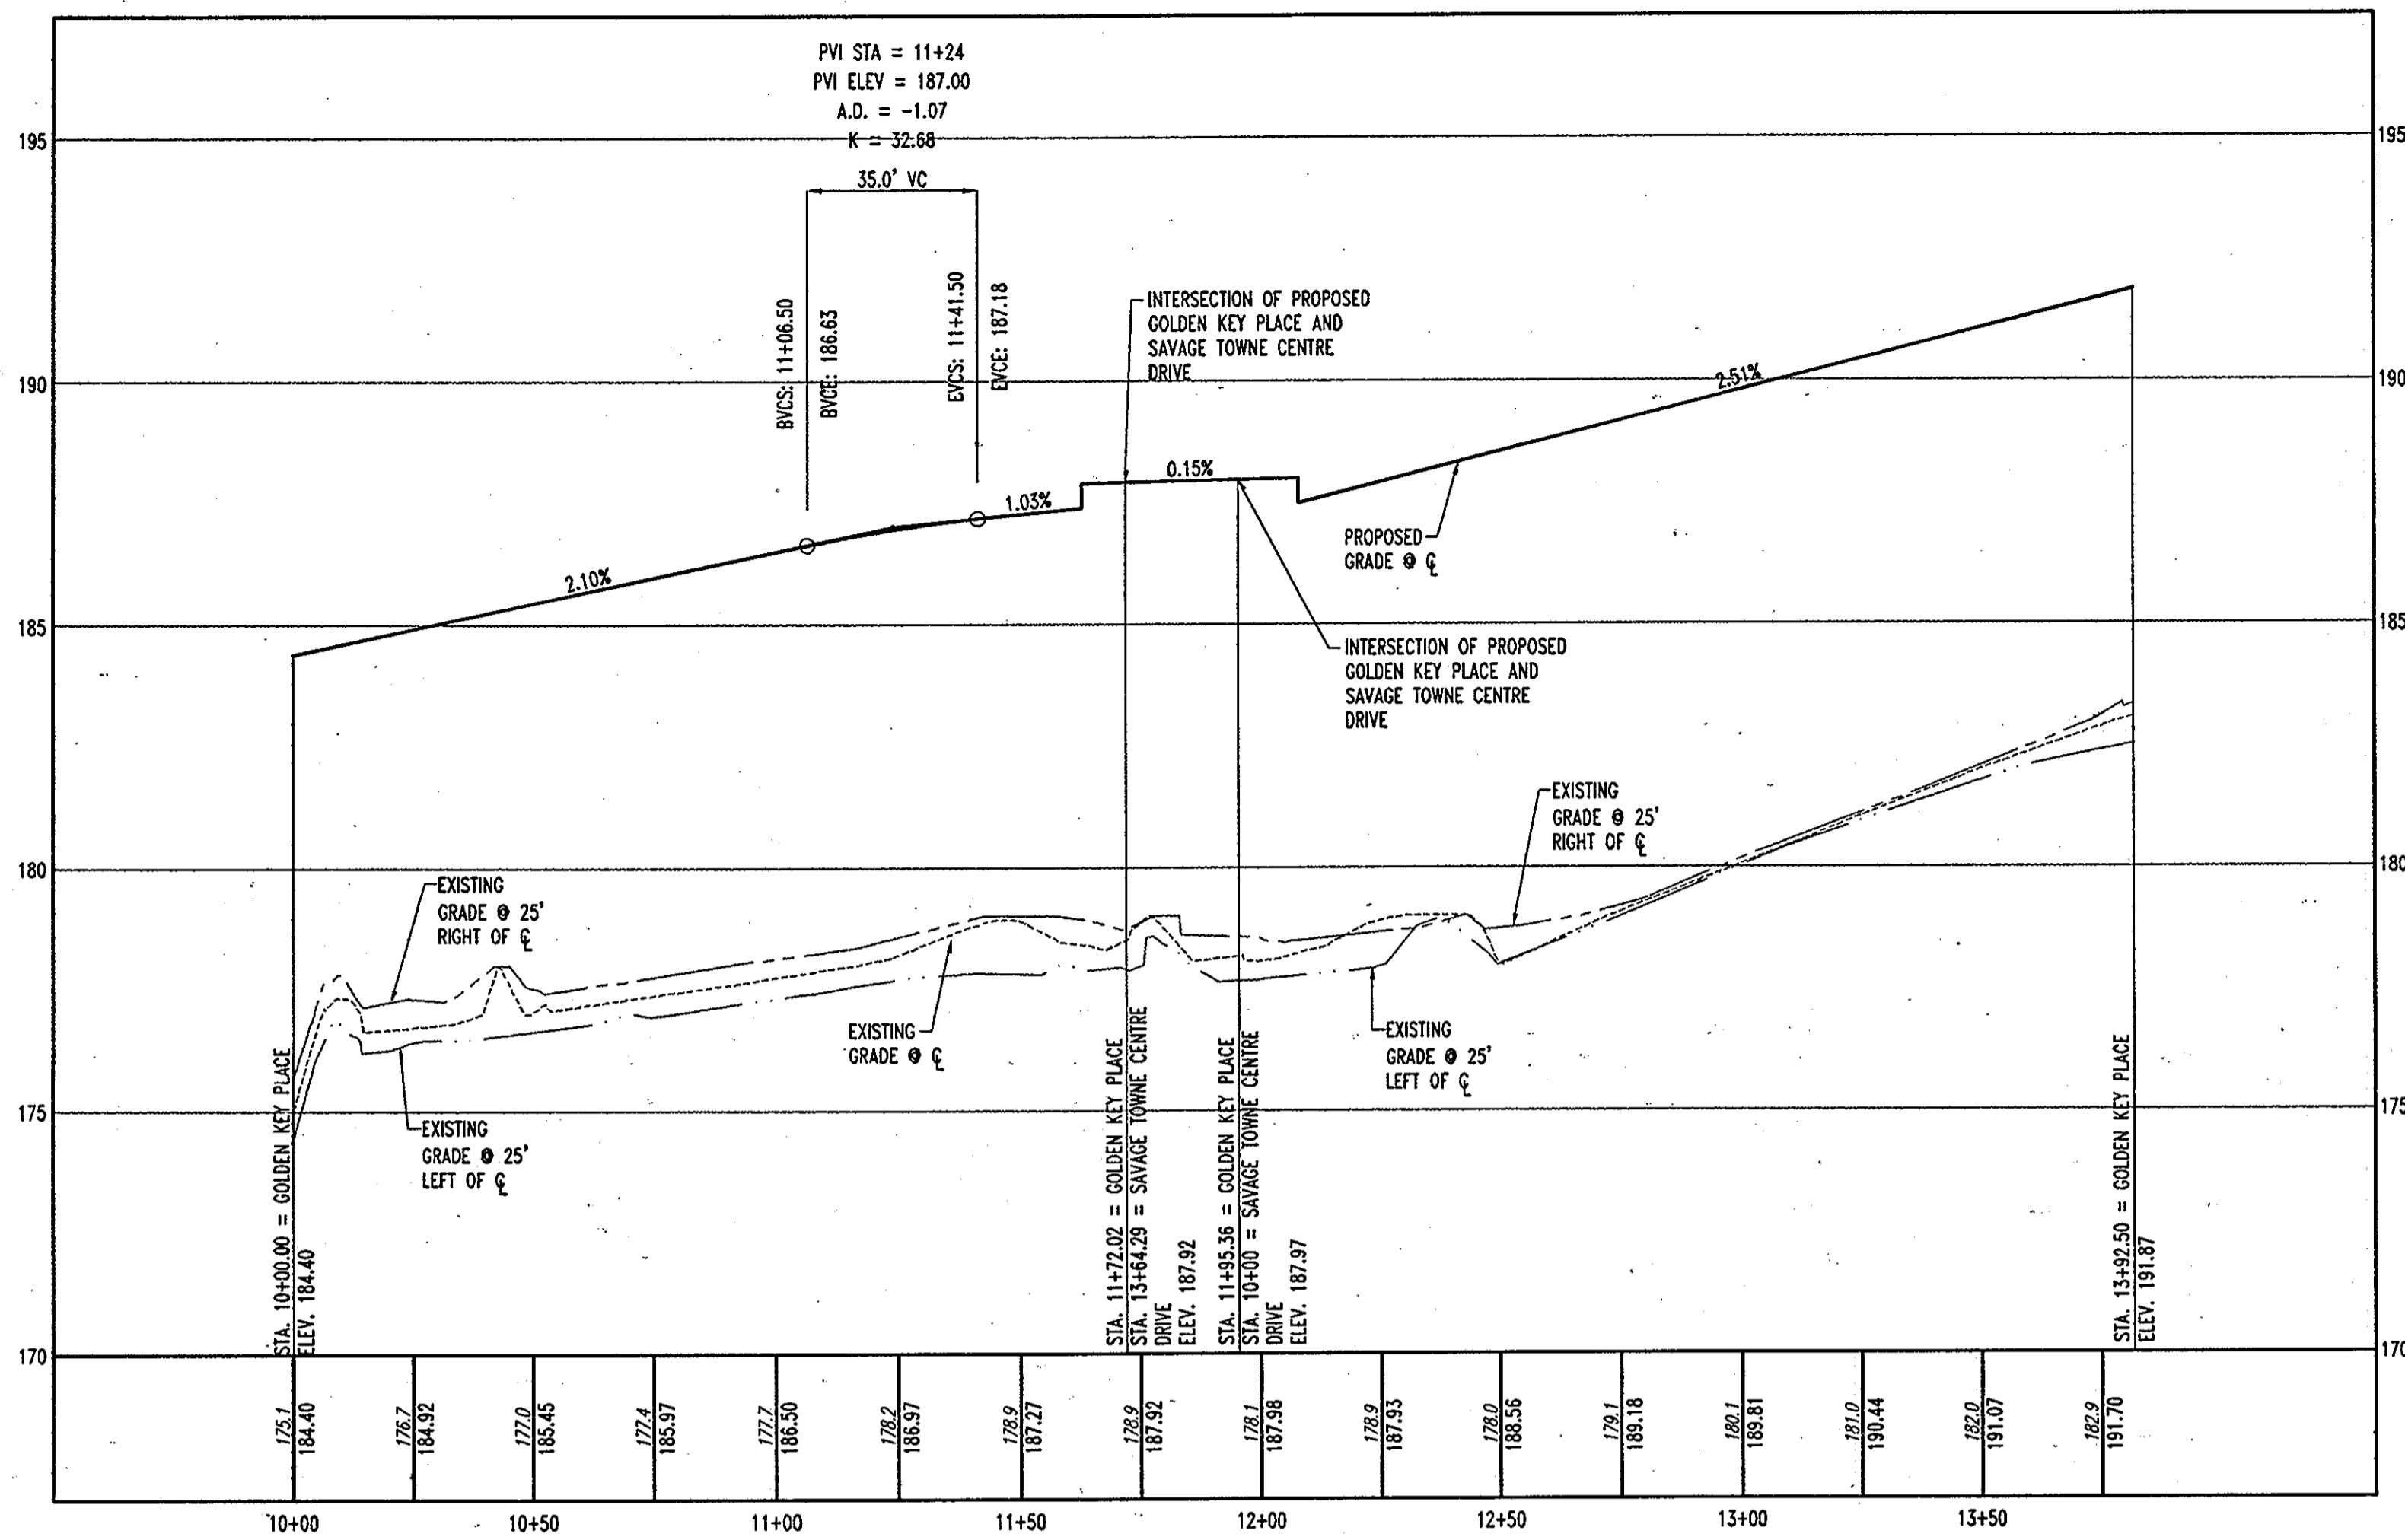 PVI STA = 11+24
PVI ELEV = 187.00
A.D. = -1.07
K = 32.68
35.0' VC
195
195
BVCS: 11+06.50
BVCE: 186.63
EVCS: 11+41.50
EVCE: 187.18
INTERSECTION OF PROPOSED
GOLDEN KEY PLACE AND
SAVAGE TOWNE CENTRE
DRIVE
190
190
2.51%
0.15%
1.03%
2.10%
PROPOSED
GRADE @ ℄
185
185
INTERSECTION OF PROPOSED
GOLDEN KEY PLACE AND
SAVAGE TOWNE CENTRE
DRIVE
EXISTING
GRADE @ 25'
RIGHT OF ℄
180
180
EXISTING
GRADE @ 25'
RIGHT OF ℄
EXISTING
GRADE @ ℄
EXISTING
GRADE @ 25'
LEFT OF ℄
175
175
EXISTING
GRADE @ 25'
LEFT OF ℄
STA. 10+00.00 = GOLDEN KEY PLACE
ELEV. 184.40
STA. 11+72.02 = GOLDEN KEY PLACE
STA. 13+64.29 = SAVAGE TOWNE CENTRE
DRIVE
ELEV. 187.92
STA. 11+95.36 = GOLDEN KEY PLACE
STA. 10+00 = SAVAGE TOWNE CENTRE
DRIVE
ELEV. 187.97
STA. 13+92.50 = GOLDEN KEY PLACE
ELEV. 191.87
170
170
175.1
184.40
176.7
184.92
177.0
185.45
177.4
185.97
177.7
186.50
178.2
186.97
178.9
187.27
178.9
187.92
178.1
187.98
178.9
187.93
178.0
188.56
179.1
189.18
180.1
189.81
181.0
190.44
182.0
191.07
182.9
191.70
10+00
10+50
11+00
11+50
12+00
12+50
13+00
13+50